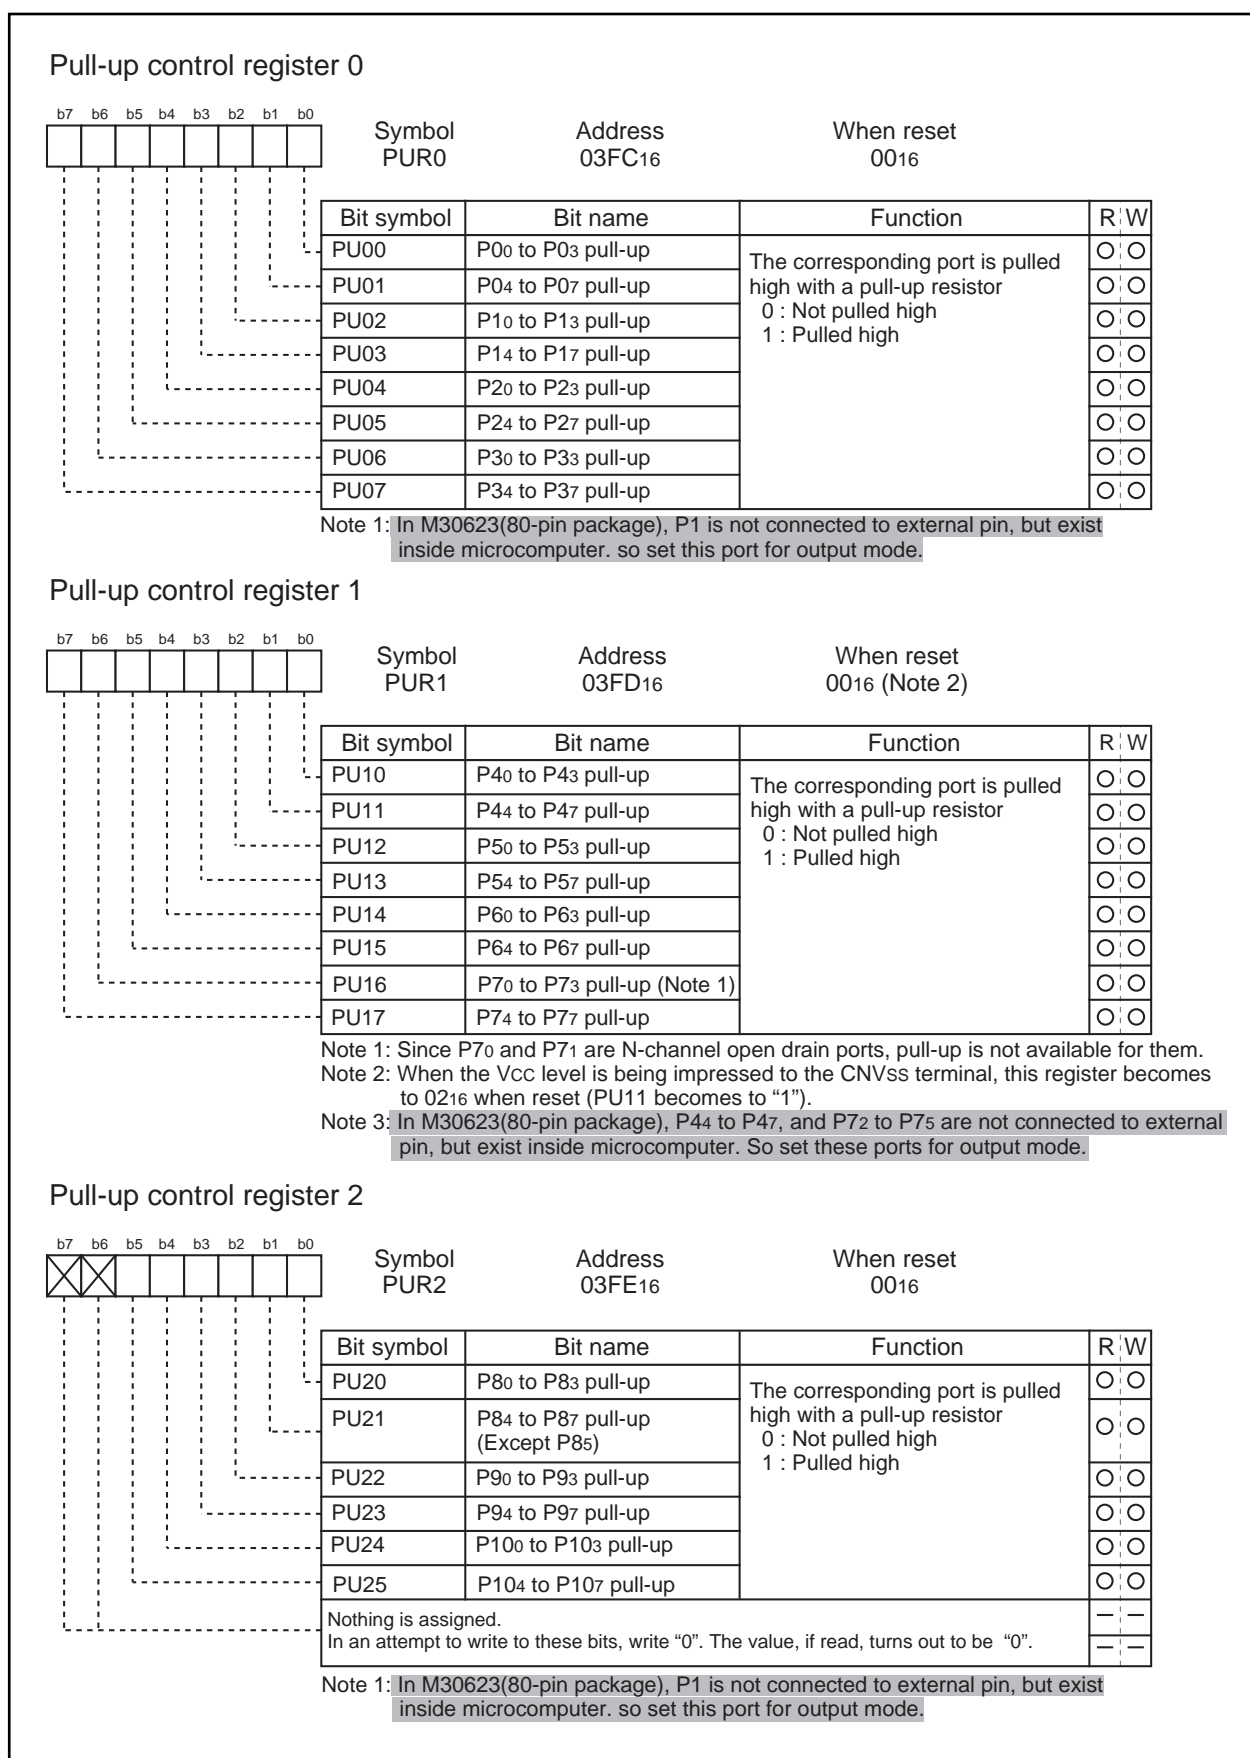 Pull-up control register 0
b7 b6 b5 b4 b3 b2 b1 b0
Symbol Address When reset
PUR0 03FC16 0016
Bit symbol Bit name Function R W
PU00 P00 to P03 pull-up
The corresponding port is pulled
high with a pull-up resistor
0 : Not pulled high
1 : Pulled high
PU01 P04 to P07 pull-up
PU02 P10 to P13 pull-up
PU03 P14 to P17 pull-up
PU04 P20 to P23 pull-up
PU05 P24 to P27 pull-up
PU06 P30 to P33 pull-up
PU07 P34 to P37 pull-up
Note 1: In M30623(80-pin package), P1 is not connected to external pin, but exist
inside microcomputer. so set this port for output mode.
Pull-up control register 1
b7 b6 b5 b4 b3 b2 b1 b0
Symbol Address When reset
PUR1 03FD16 0016 (Note 2)
Bit symbol Bit name Function R W
PU10 P40 to P43 pull-up
The corresponding port is pulled
high with a pull-up resistor
0 : Not pulled high
1 : Pulled high
PU11 P44 to P47 pull-up
PU12 P50 to P53 pull-up
PU13 P54 to P57 pull-up
PU14 P60 to P63 pull-up
PU15 P64 to P67 pull-up
PU16 P70 to P73 pull-up (Note 1)
PU17 P74 to P77 pull-up
Note 1: Since P70 and P71 are N-channel open drain ports, pull-up is not available for them.
Note 2: When the VCC level is being impressed to the CNVSS terminal, this register becomes
to 0216 when reset (PU11 becomes to “1”).
Note 3: In M30623(80-pin package), P44 to P47, and P72 to P75 are not connected to external
pin, but exist inside microcomputer. So set these ports for output mode.
Pull-up control register 2
b7 b6 b5 b4 b3 b2 b1 b0
Symbol Address When reset
PUR2 03FE16 0016
Bit symbol Bit name Function R W
PU20 P80 to P83 pull-up
The corresponding port is pulled
high with a pull-up resistor
0 : Not pulled high
1 : Pulled high
PU21 P84 to P87 pull-up
(Except P85)
PU22 P90 to P93 pull-up
PU23 P94 to P97 pull-up
PU24 P100 to P103 pull-up
PU25 P104 to P107 pull-up
Nothing is assigned.
In an attempt to write to these bits, write “0”. The value, if read, turns out to be “0”.
Note 1: In M30623(80-pin package), P1 is not connected to external pin, but exist
inside microcomputer. so set this port for output mode.